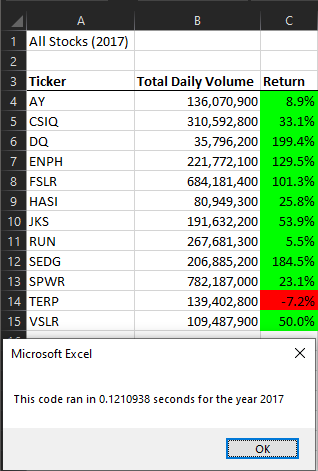 A B C
1 All Stocks (2017)
2
3 Ticker Total Daily Volume Return
4 AY 136,070,900 8.9%
5 CSIQ 310,592,800 33.1%
6 DQ 35,796,200 199.4%
7 ENPH 221,772,100 129.5%
8 FSLR 684,181,400 101.3%
9 HASI 80,949,300 25.8%
10 JKS 191,632,200 53.9%
11 RUN 267,681,300 5.5%
12 SEDG 206,885,200 184.5%
13 SPWR 782,187,000 23.1%
14 TERP 139,402,800 -7.2%
15 VSLR 109,487,900 50.0%
Microsoft Excel
This code ran in 0.1210938 seconds for the year 2017
OK